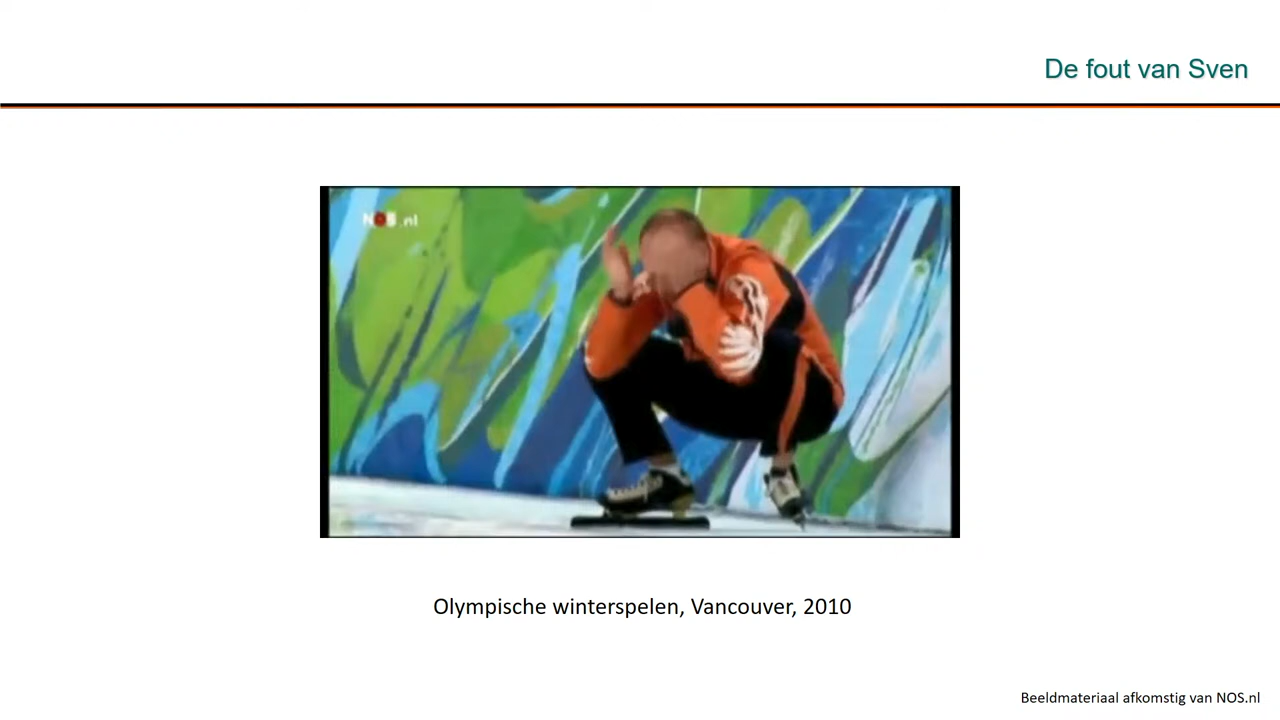 De fout van Sven
NOS.nl
Olympische winterspelen, Vancouver, 2010
Beeldmateriaal afkomstig van NOS.nl